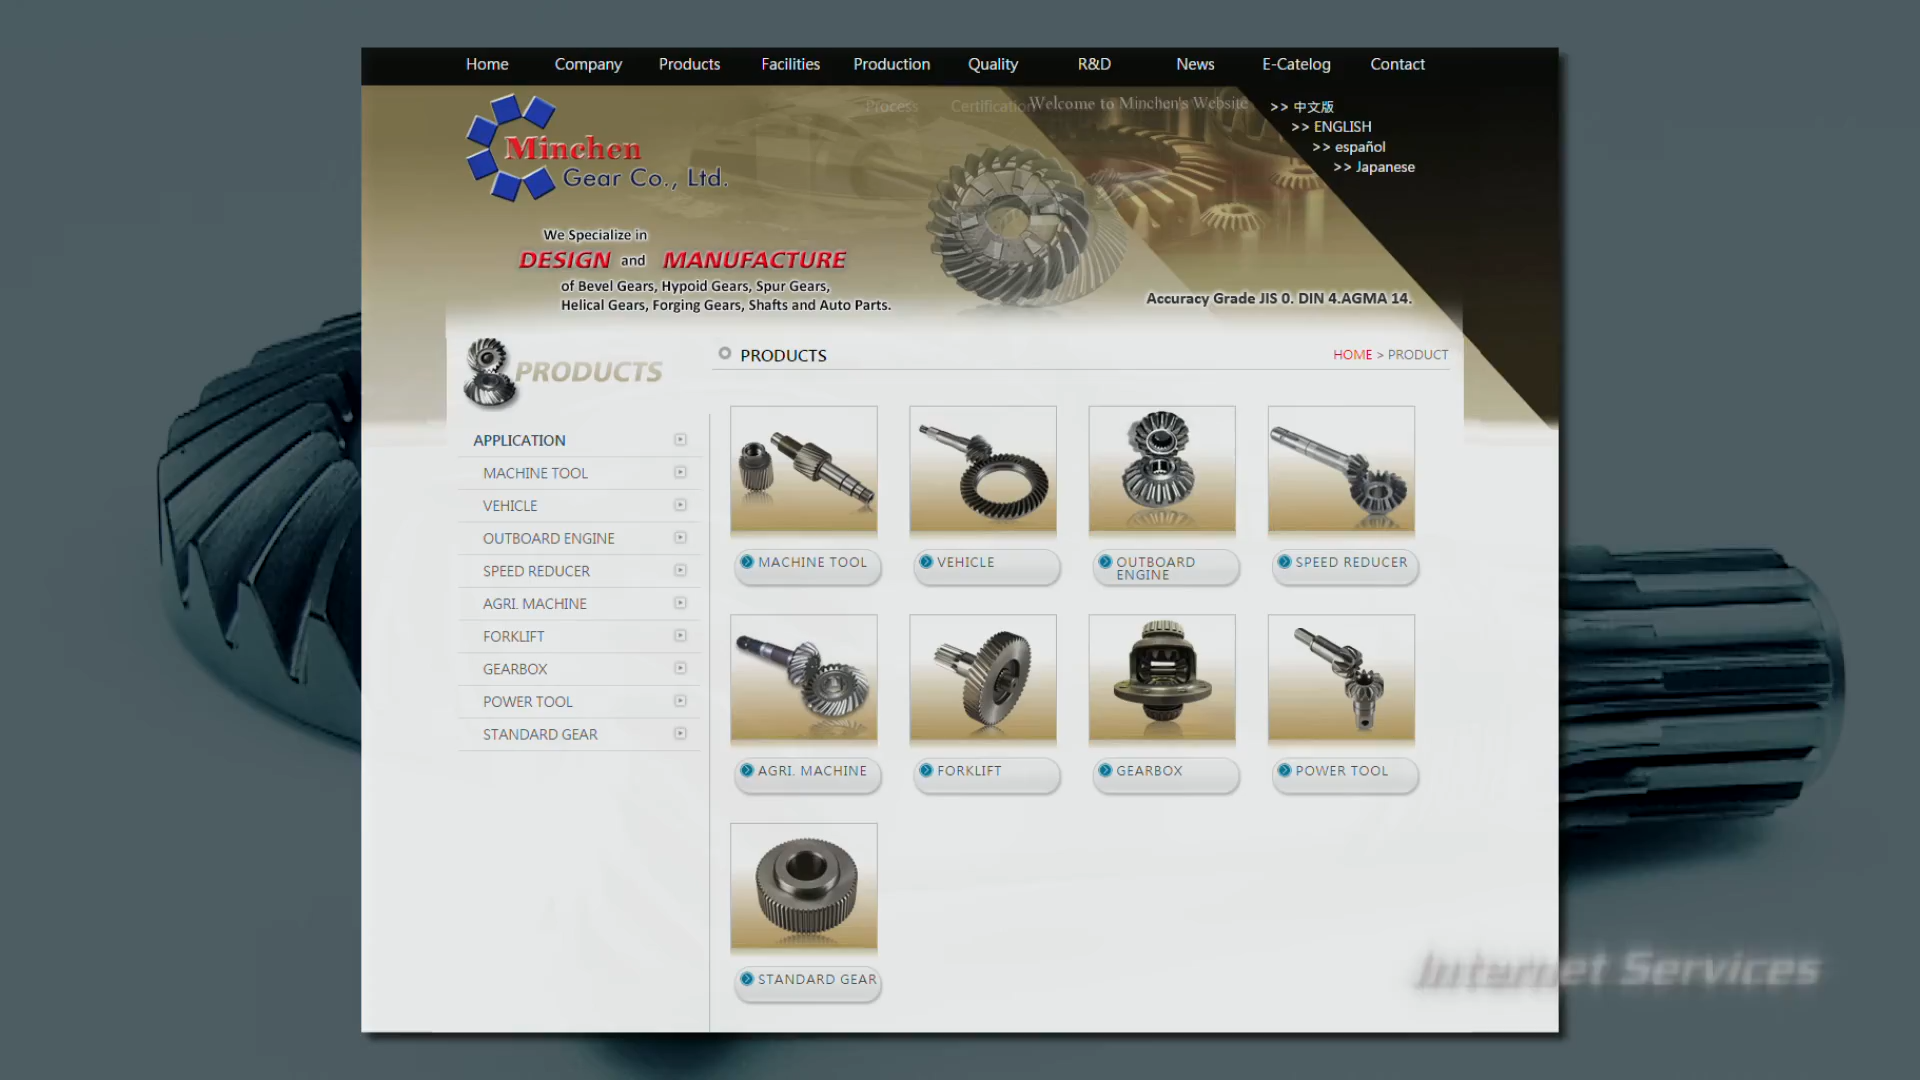 Home Company Products Facilities Production Quality R&D News E-Catelog Contact
Process Certification
Welcome to Minchen's Website
>> 中文版
>> ENGLISH
>> español
>> Japanese
Minchen
Gear Co., Ltd.
We Specialize in
DESIGN and MANUFACTURE
of Bevel Gears, Hypoid Gears, Spur Gears,
Helical Gears, Forging Gears, Shafts and Auto Parts.
Accuracy Grade JIS 0. DIN 4.AGMA 14.
PRODUCTS
PRODUCTS
HOME > PRODUCT
APPLICATION
MACHINE TOOL
VEHICLE
OUTBOARD ENGINE
SPEED REDUCER
AGRI. MACHINE
FORKLIFT
GEARBOX
POWER TOOL
STANDARD GEAR
MACHINE TOOL
VEHICLE
OUTBOARD
ENGINE
SPEED REDUCER
AGRI. MACHINE
FORKLIFT
GEARBOX
POWER TOOL
STANDARD GEAR
Internet Services